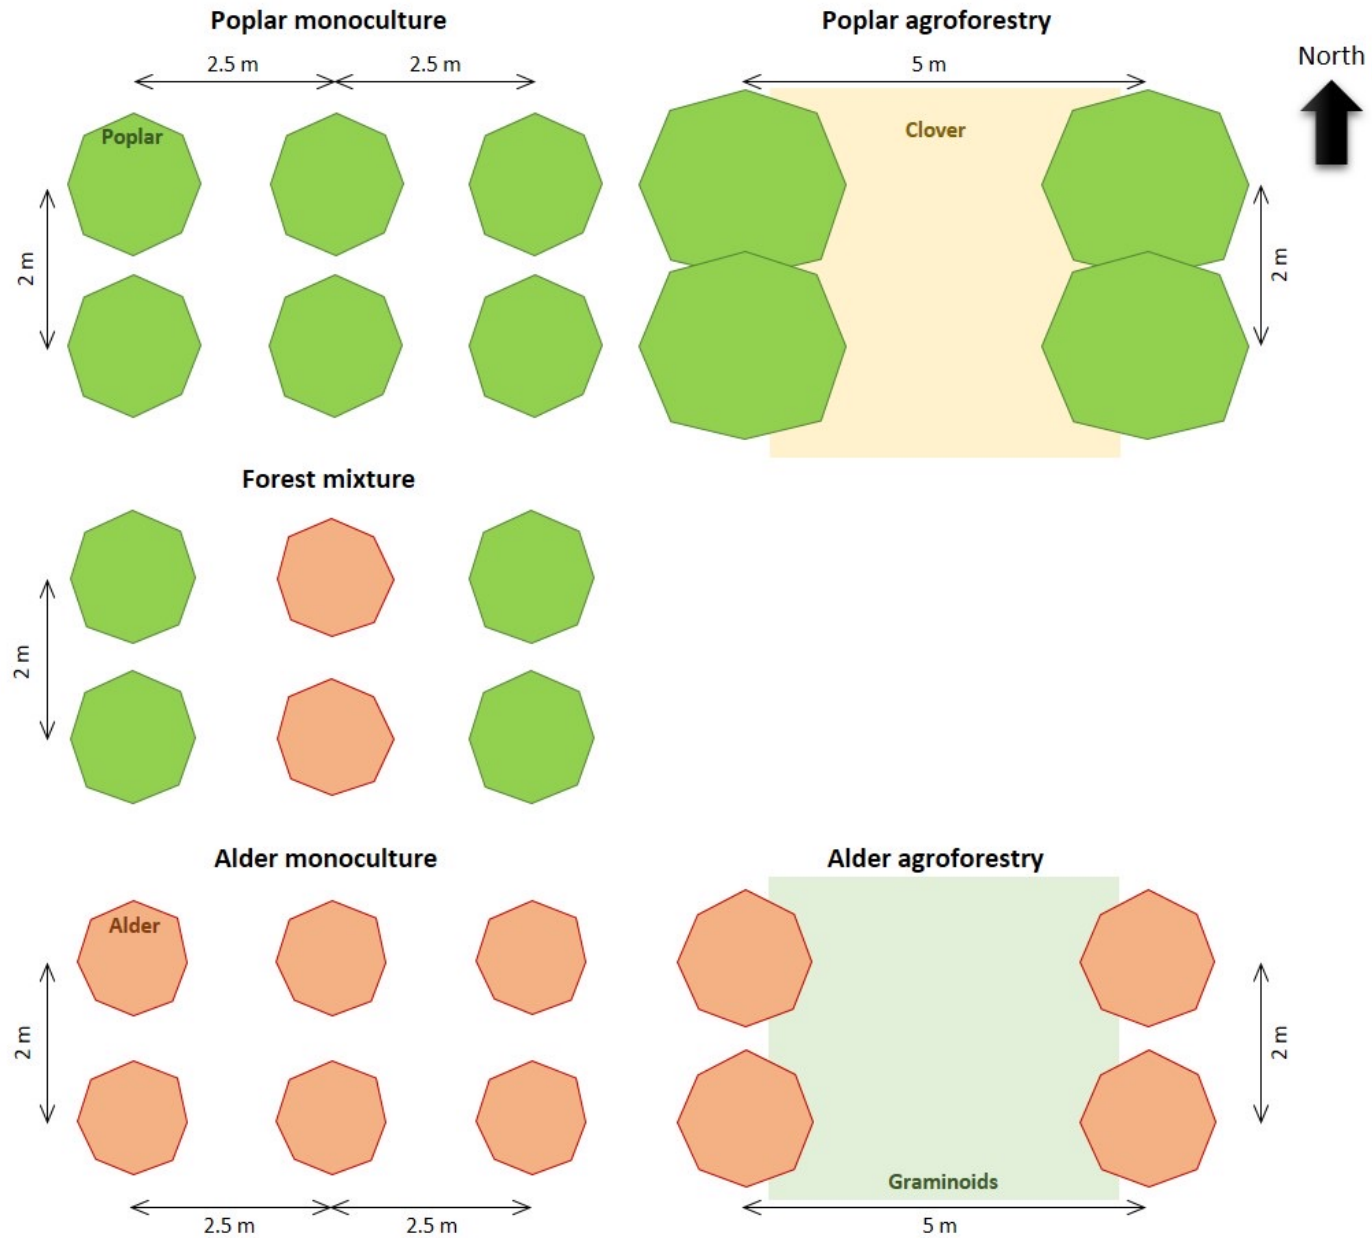 Poplar monoculture
Poplar agroforestry
2.5 m
2.5 m
5 m
North
Poplar
Clover
2 m
2 m
Forest mixture
2 m
Alder monoculture
Alder agroforestry
Alder
2 m
2 m
Graminoids
2.5 m
2.5 m
5 m